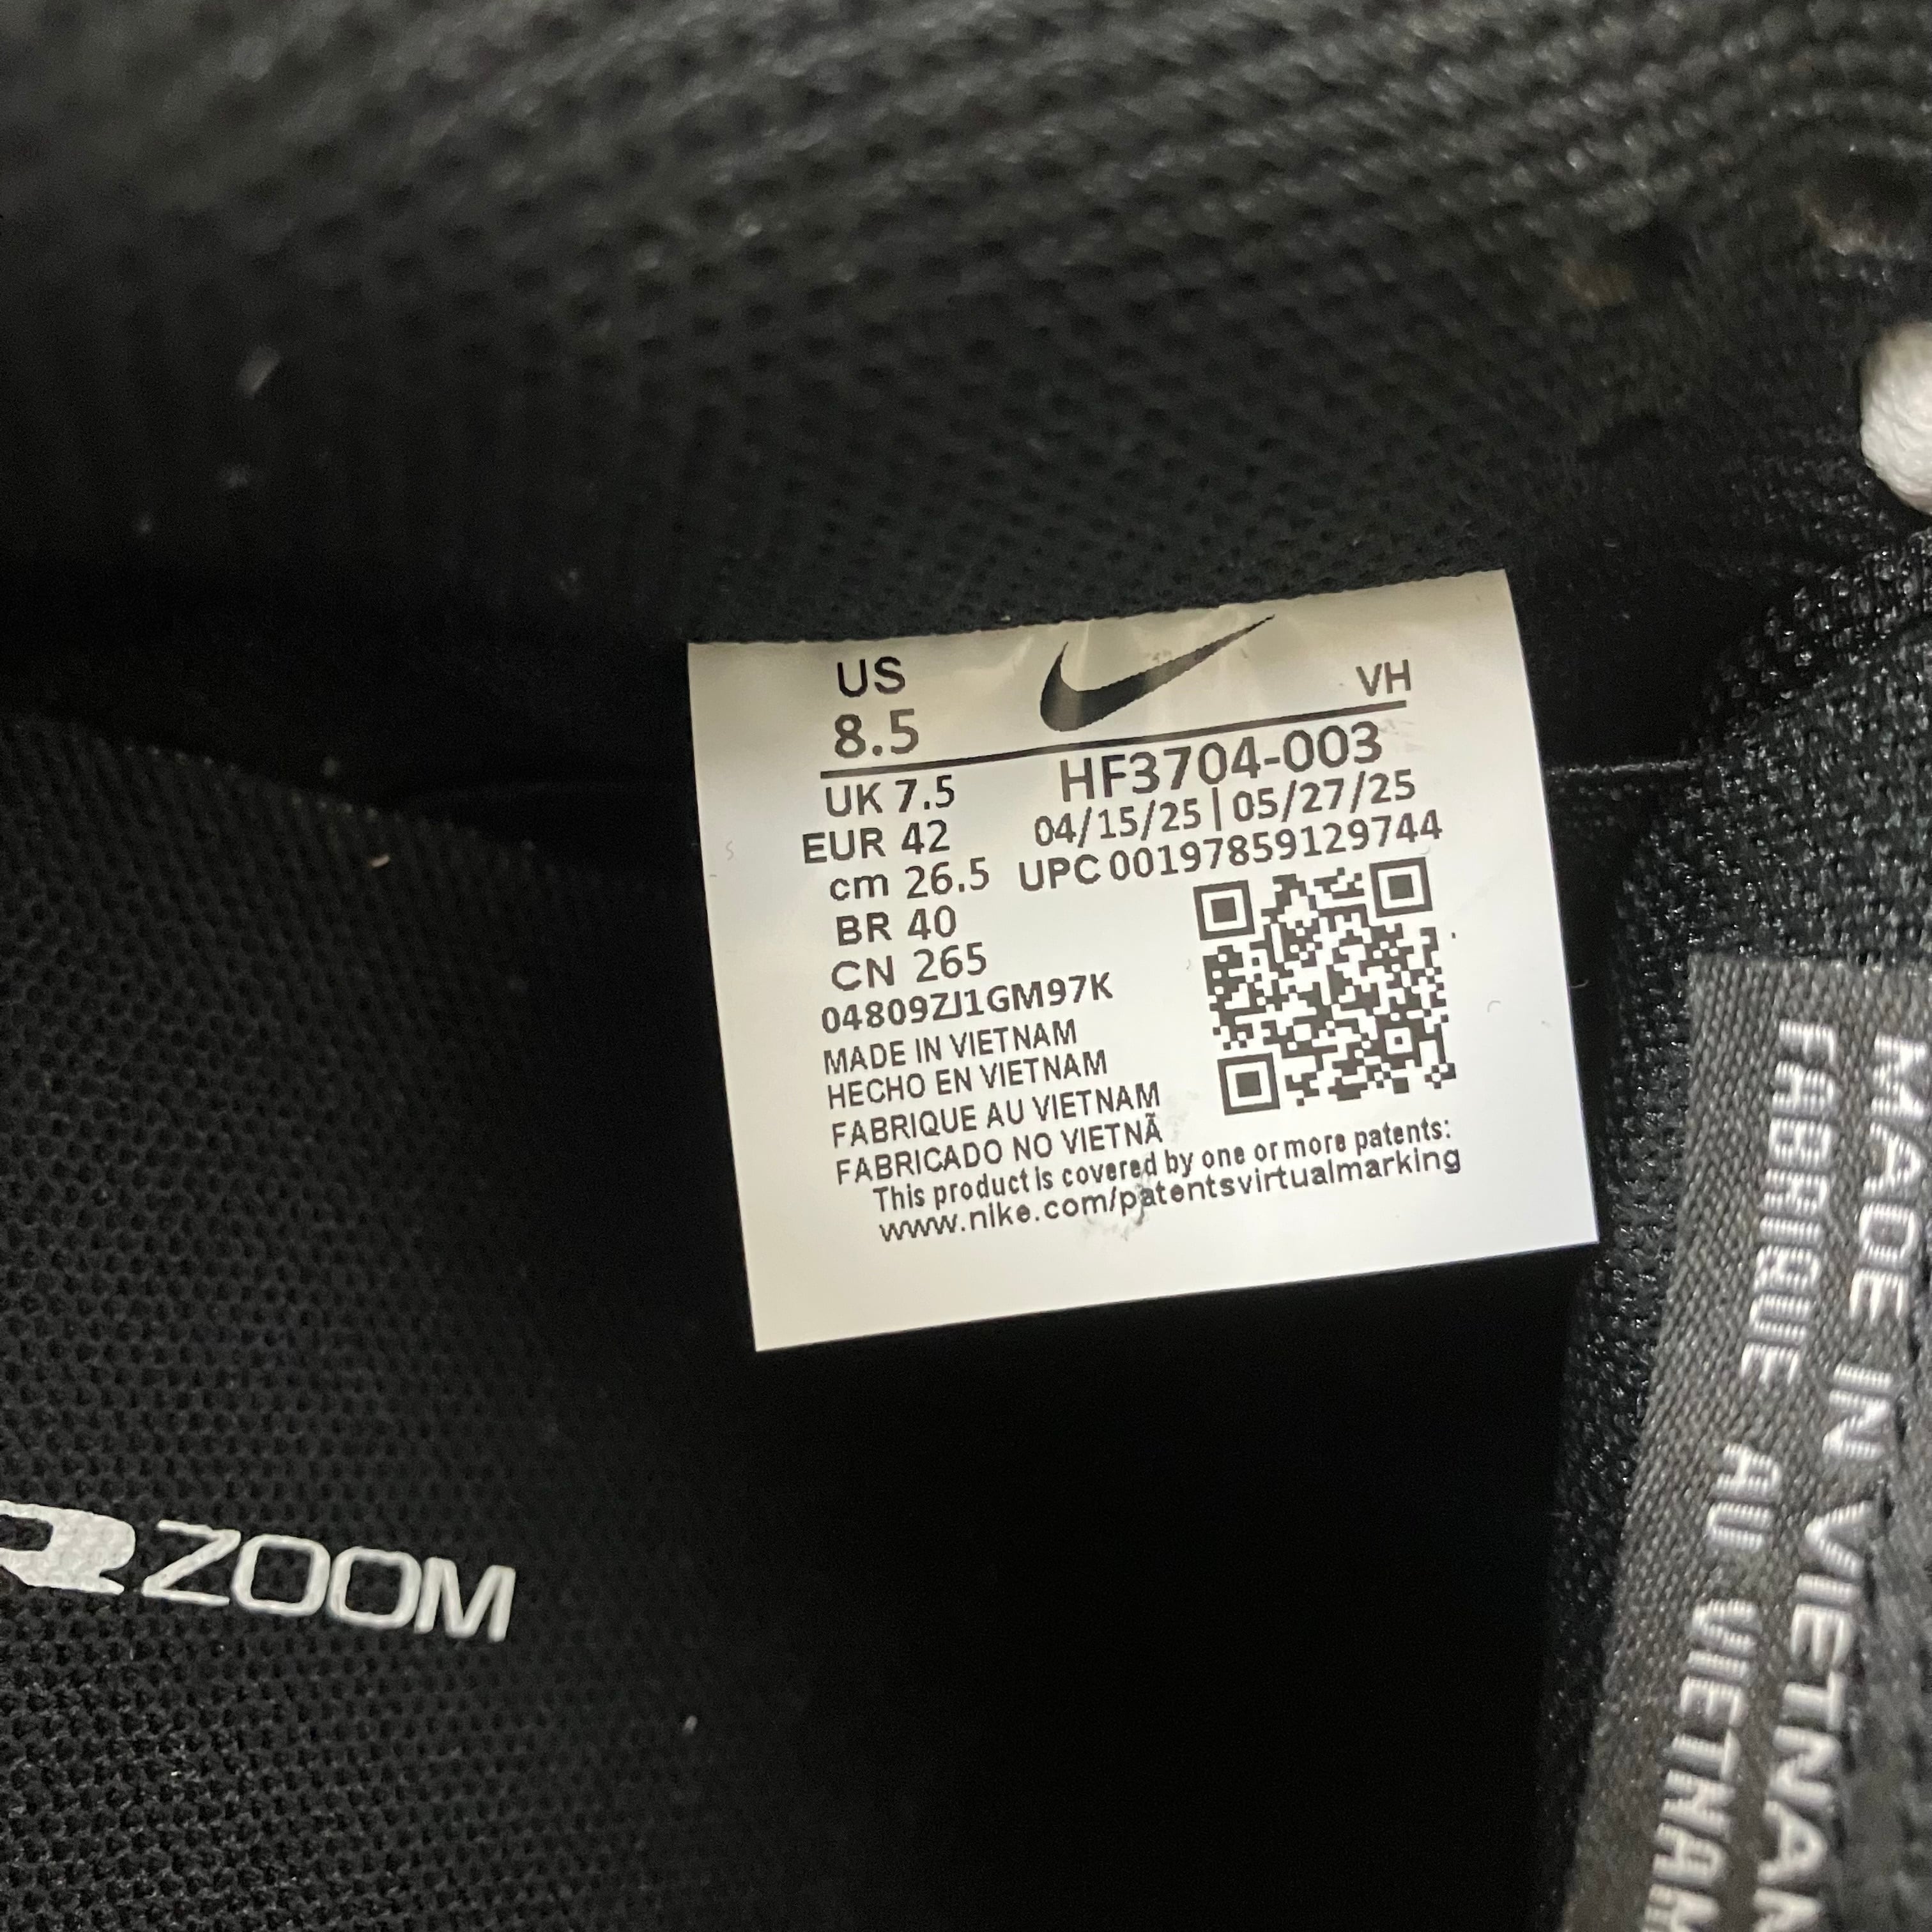 US
8.5
VH
UK 7.5
HF3704-003
EUR 42
04/15/25|05/27/25
cm 26.5
UPC 00197859129744
BR 40
CN 265
04809ZJ1GM97K
MADE IN VIETNAM
HECHO EN VIETNAM
FABRIQUE AU VIETNAM
FABRICADO NO VIETNÃ
This product is covered by one or more patents:
www.nike.com/patentsvirtualmarking
ZOOM
MADE IN VIETNAM
FABRIQUE AU VIETNAM